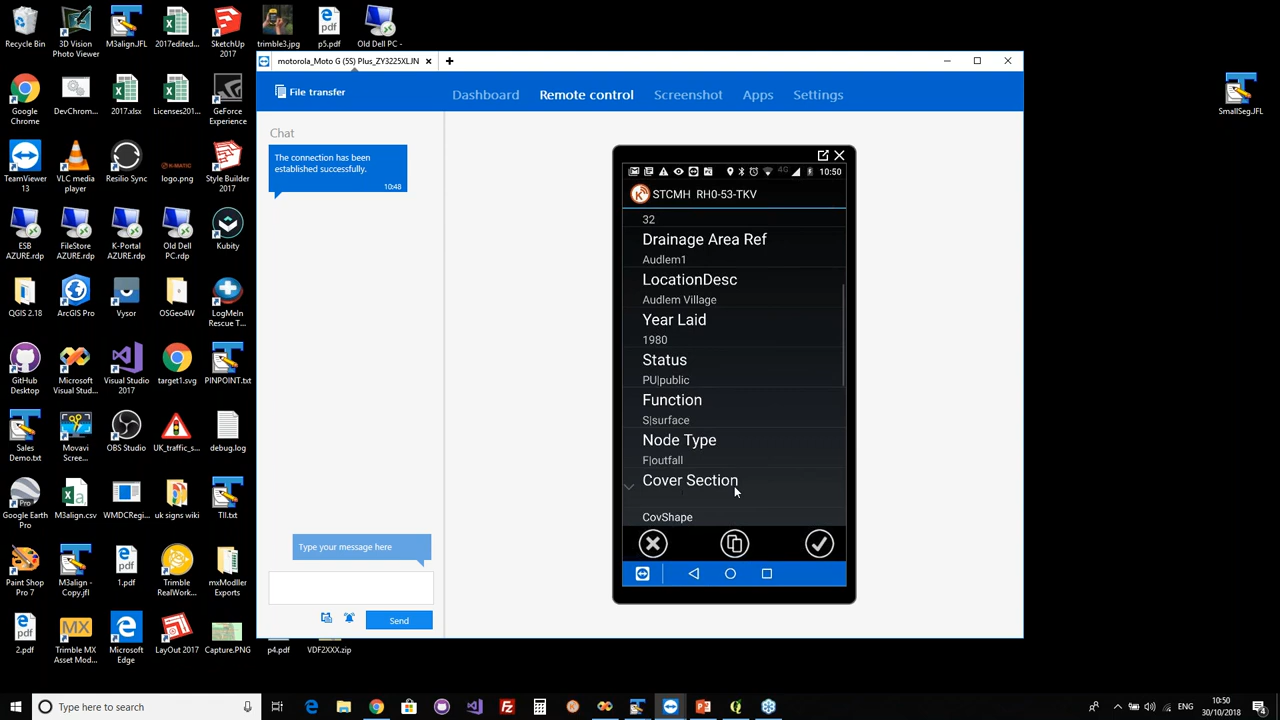 Recycle Bin
3D Vision
Photo Viewer
M3align.JFL
2017edited...
SketchUp
2017
trimble3.jpg
p5.pdf
Old Dell PC -
Google
Chrome
DevChrom...
2017.xlsx
Licenses201...
GeForce
Experience
TeamViewer
13
VLC media
player
Resilio Sync
logo.png
Style Builder
2017
ESB
AZURE.rdp
FileStore
AZURE.rdp
K-Portal
AZURE.rdp
Old Dell
PC.rdp
Kubity
QGIS 2.18
ArcGIS Pro
Vysor
OSGeo4W
LogMeIn
Rescue T...
GitHub
Desktop
Microsoft
Visual Stud...
Visual Studio
2017
target1.svg
PINPOINT.txt
Sales
Demo.txt
Movavi
Scree...
OBS Studio
UK_traffic_s...
debug.log
Google Earth
Pro
M3align.csv
WMDCRegi...
uk signs wiki
TII.txt
Paint Shop
Pro 7
M3align -
Copy.jfl
1.pdf
Trimble
RealWork...
mxModller
Exports
2.pdf
Trimble MX
Asset Mod...
Microsoft
Edge
LayOut 2017
Capture.PNG
p4.pdf
VDF2XXX.zip
SmallSeg.JFL
motorola_Moto G (5S) Plus_ZY3225XLJN
File transfer
Dashboard
Remote control
Screenshot
Apps
Settings
Chat
The connection has been
established successfully.
10:48
Type your message here
Send
4G
10:50
STCMH RH0-53-TKV
32
Drainage Area Ref
Audlem1
LocationDesc
Audlem Village
Year Laid
1980
Status
PU|public
Function
S|surface
Node Type
F|outfall
Cover Section
CovShape
Type here to search
ENG
10:50
30/10/2018